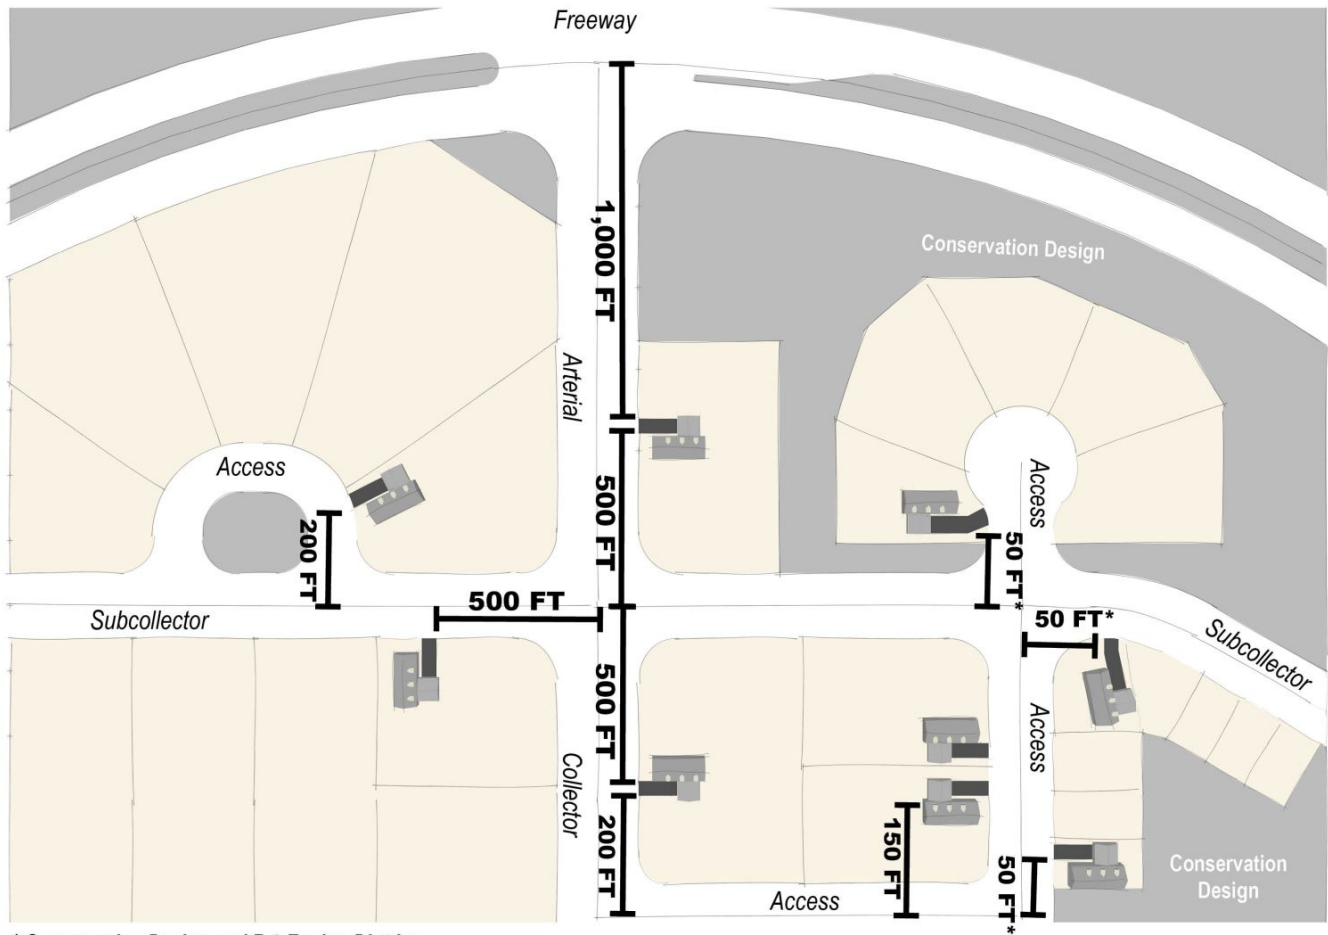 Freeway
Conservation Design
1,000 FT
Arterial
Access
Access
500 FT
200 FT
50 FT*
Subcollector
500 FT
50 FT*
Subcollector
500 FT
Access
Collector
200 FT
150 FT
50 FT*
Access
Conservation
Design